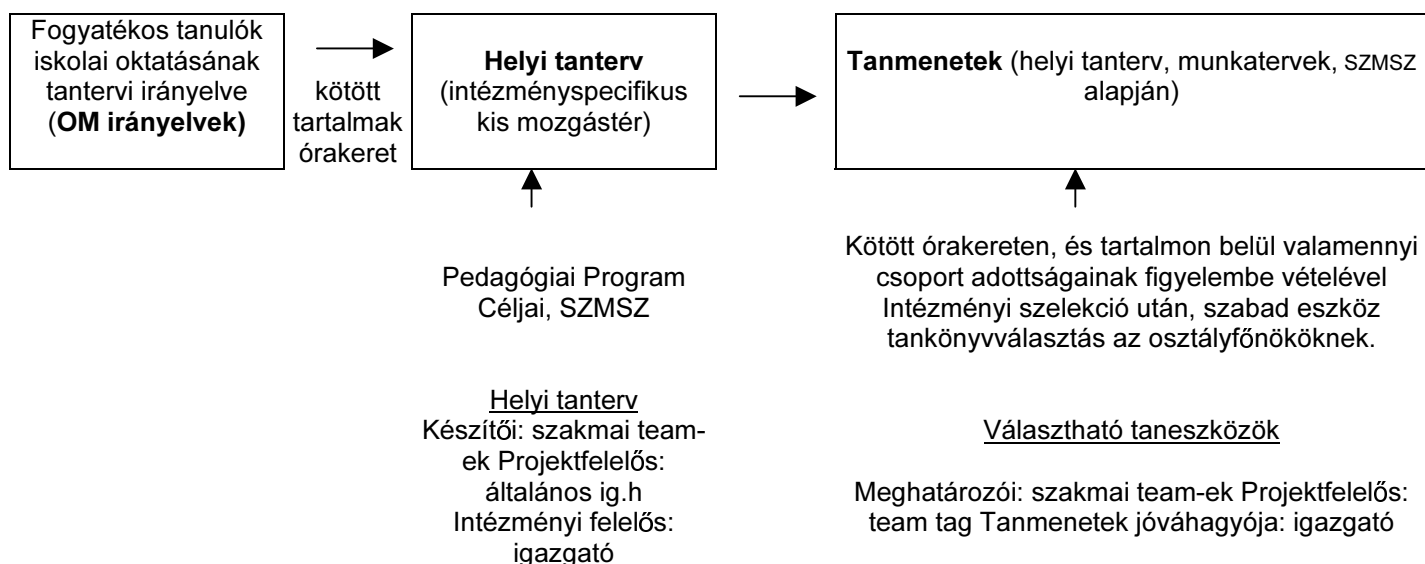 Fogyatékos tanulók
iskolai oktatásának
tantervi irányelve
(OM irányelvek)
kötött
tartalmak
órakeret
Helyi tanterv
(intézményspecifikus
kis mozgástér)
Tanmenetek (helyi tanterv, munkatervek, SZMSZ
alapján)
Pedagógiai Program
Céljai, SZMSZ
Kötött órakereten, és tartalmon belül valamennyi
csoport adottságainak figyelembe vételével
Intézményi szelekció után, szabad eszköz
tankönyvválasztás az osztályfőnököknek.
Helyi tanterv
Készítői: szakmai team-
ek Projektfelelős:
általános ig.h
Intézményi felelős:
igazgató
Választható taneszközök
Meghatározói: szakmai team-ek Projektfelelős:
team tag Tanmenetek jóváhagyója: igazgató